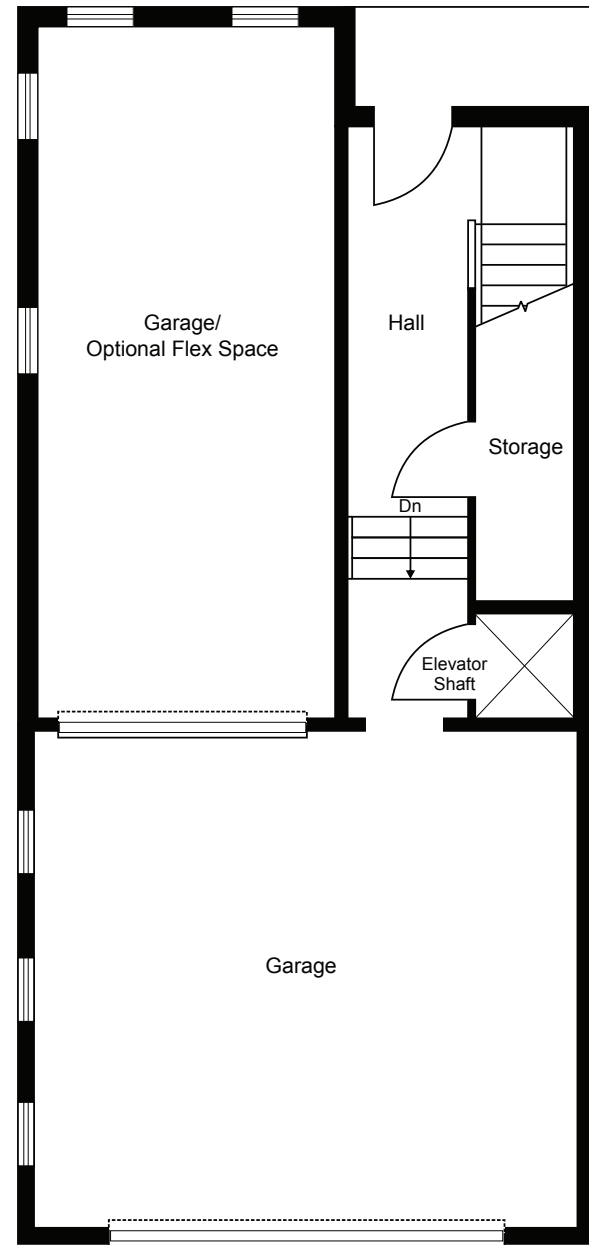 Garage/
Optional Flex Space
Hall
Storage
Dn
Elevator
Shaft
Garage